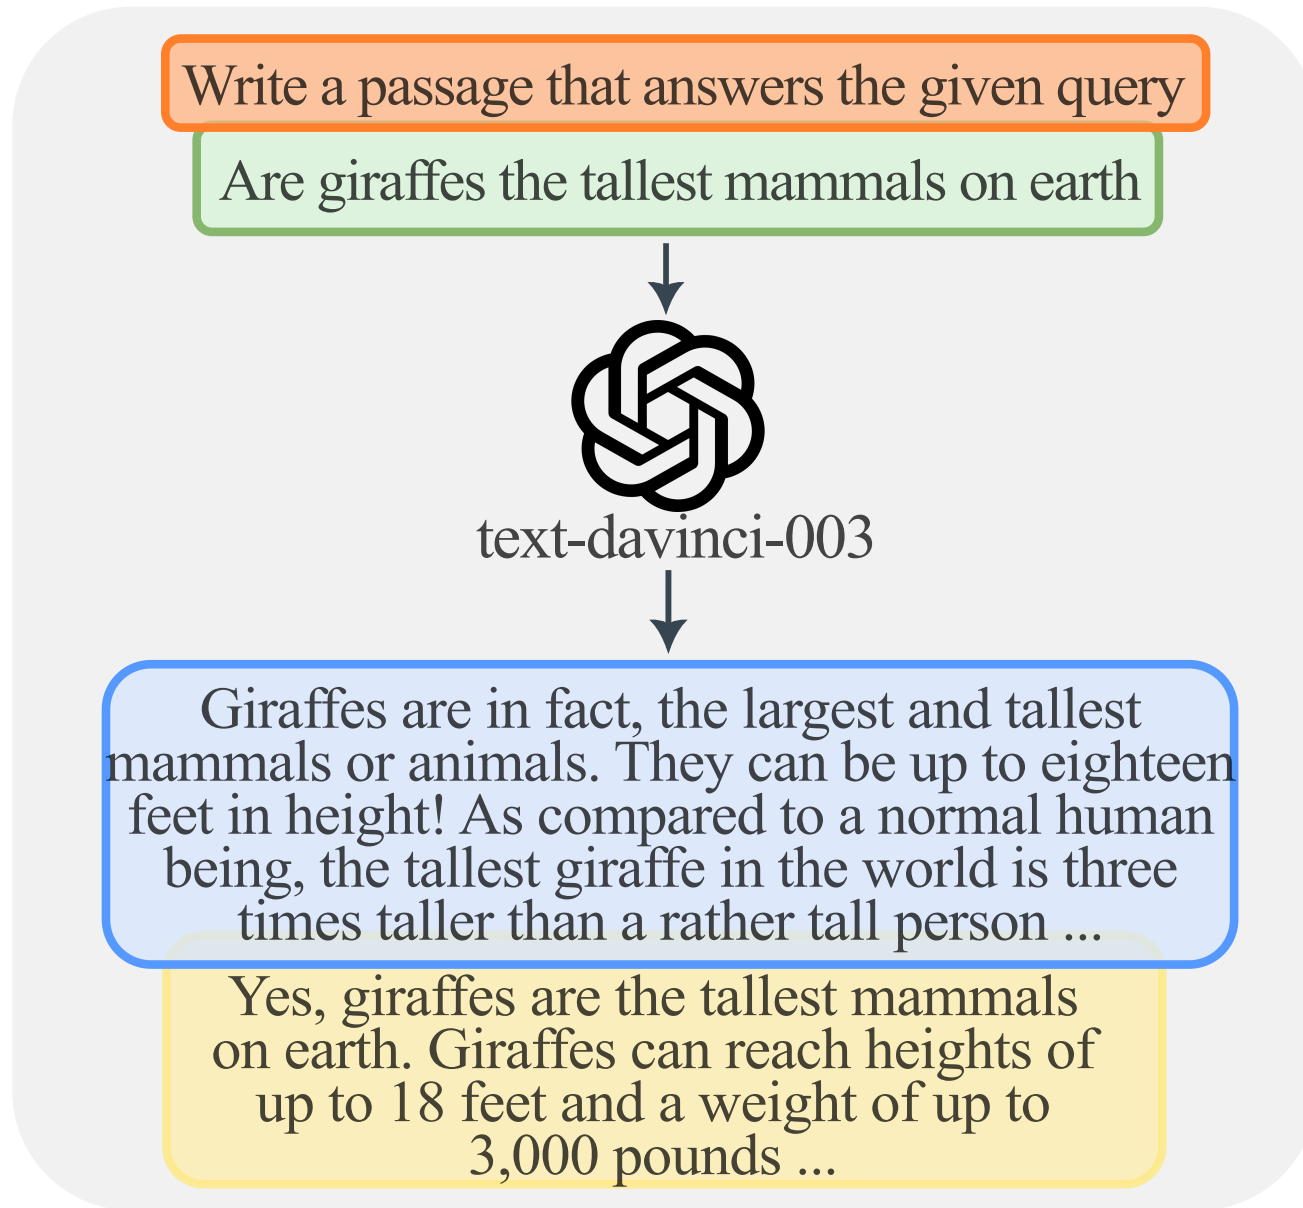 Write a passage that answers the given query
Are giraffes the tallest mammals on earth
text-davinci-003
Giraffes are in fact, the largest and tallest
mammals or animals. They can be up to eighteen
feet in height! As compared to a normal human
being, the tallest giraffe in the world is three
times taller than a rather tall person ...
Yes, giraffes are the tallest mammals
on earth. Giraffes can reach heights of
up to 18 feet and a weight of up to
3,000 pounds ...